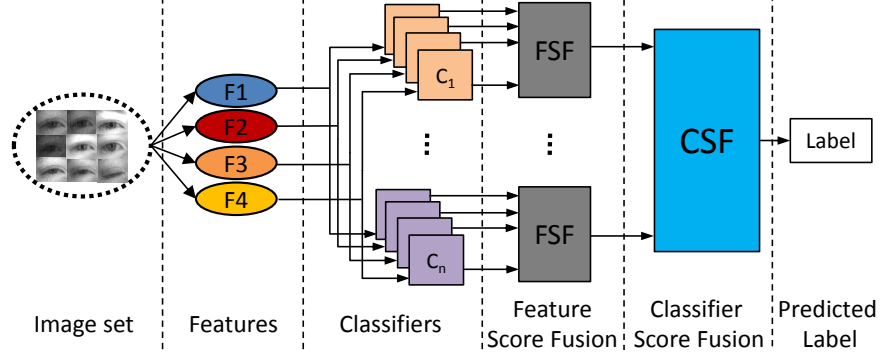 F1
F2
F3
F4
C1
Cn
FSF
FSF
CSF
Label
Image set
Features
Classifiers
Feature
Score Fusion
Classifier
Score Fusion
Predicted
Label